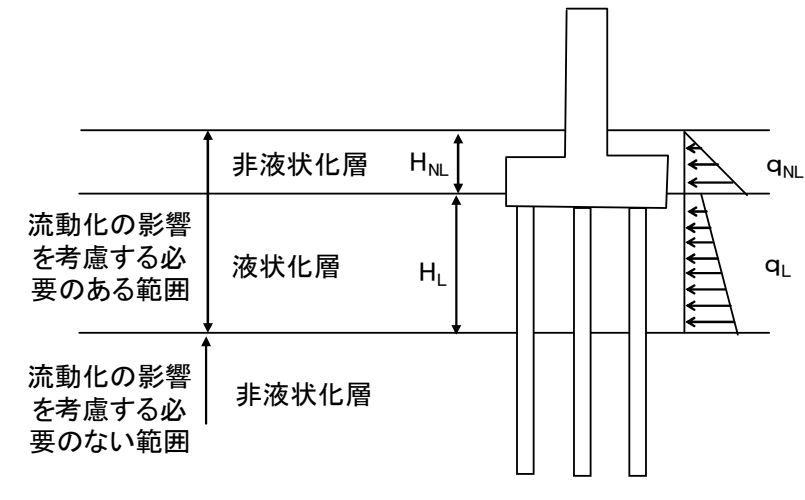 非液状化層
H_NL
q_NL
流動化の影響
を考慮する必
要のある範囲
液状化層
H_L
q_L
流動化の影響
を考慮する必
要のない範囲
非液状化層